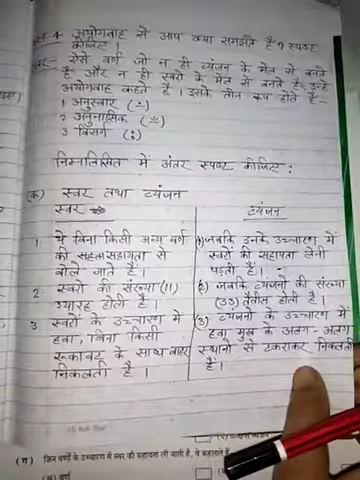 प्रश्न 4 अयोगवाह से आप क्या समझते हैं? स्पष्ट
कीजिए।
उत्तर- ऐसे वर्ण जो न ही व्यंजन के मेल से बनते
है और न ही स्वरों के मेल से बनते है, उन्हे
अयोगवाह कहते है। इसके तीन रूप होते है-
1 अनुस्वार (ं)
2 अनुनासिक (ँ)
3 विसर्ग (:)
निम्नलिखित में अंतर स्पष्ट कीजिए:
(क) स्वर तथा व्यंजन
स्वर
व्यंजन
1 ये बिना किसी अन्य वर्ण
की सहायता से
बोले जाते हैं।
(1) जबकि इनके उच्चारण में
स्वरों की सहायता लेनी
पड़ती हैं।
2 स्वरों की संख्या (11)
ग्यारह होती है।
(2) जबकि व्यंजनों की संख्या
(33) तैंतीस होती है।
3 स्वरों के उच्चारण मे
हवा, बिना किसी
रूकावट के साथ बाहर
निकलती है।
(3) व्यंजनों के उच्चारण में
हवा मुख के अलग-अलग
स्थानों से टकराकर निकलती
हैं।
(ग) जिन वर्णों के उच्चारण में स्वर की सहायता ली जाती है, वे कहलाते हैं
(अ) वर्ण